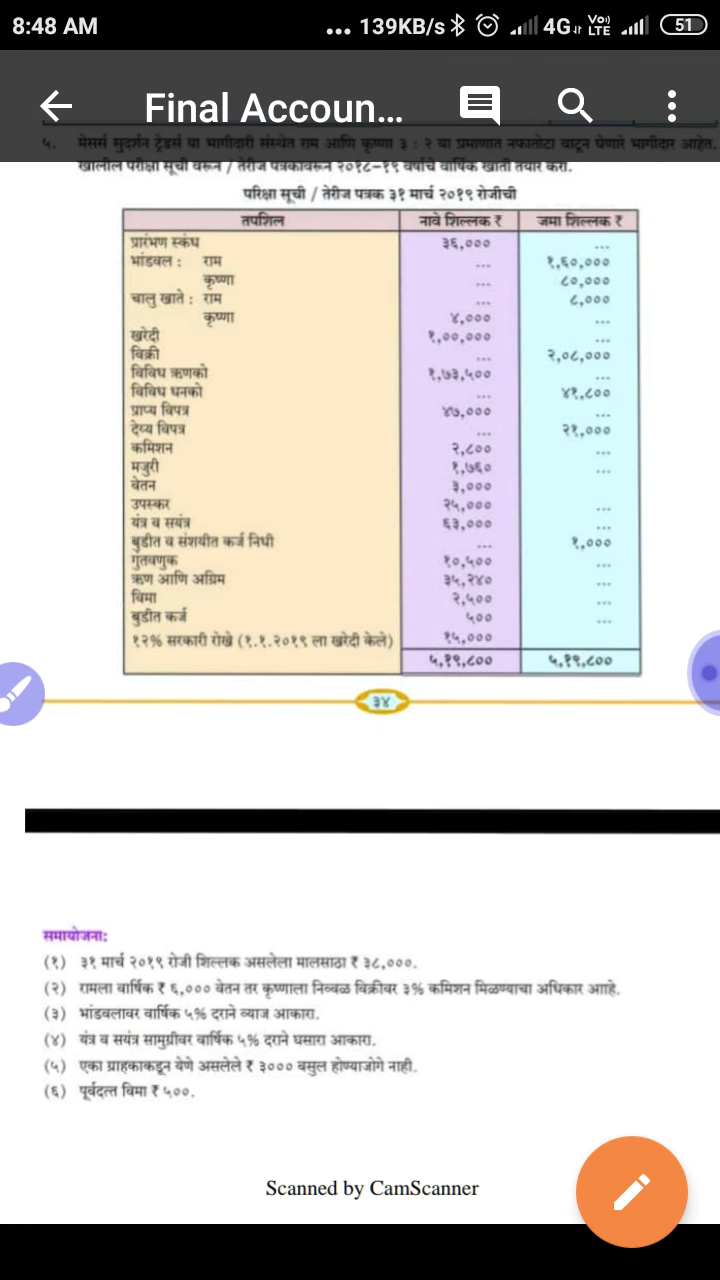 8:48 AM ... 139KB/s 4G VoLTE 51
Final Accoun...
५. मेसर्स सुदर्शन ट्रेडर्स या भागीदारी संस्थेत राम आणि कृष्णा ३ : २ या प्रमाणात नफातोटा वाटून घेणारे भागीदार आहेत.
खालील परीक्षा सूची वरून / तेरीज पत्रकावरून २०१८-१९ वर्षाचे वार्षिक खाती तयार करा.
परिक्षा सूची / तेरीज पत्रक ३१ मार्च २०१९ रोजीची
तपशिल नावे शिल्लक ₹ जमा शिल्लक ₹
प्रारंभण स्कंध ३६,००० ...
भांडवल : राम ... १,६०,०००
कृष्णा ... ८०,०००
चालु खाते : राम ... ८,०००
कृष्णा ४,००० ...
खरेदी १,००,००० ...
विक्री ... २,०८,०००
विविध ऋणको १,७३,५०० ...
विविध धनको ... ४१,८००
प्राप्य विपत्र ४७,००० ...
देय्य विपत्र ... २१,०००
कमिशन २,८०० ...
मजुरी १,७६० ...
वेतन ३,०००
उपस्कर २५,००० ...
यंत्र व सयंत्र ६३,००० ...
बुडीत व संशयीत कर्ज निधी ... १,०००
गुंतवणुक १०,५०० ...
ऋण आणि अग्रिम ३५,२४० ...
विमा २,५०० ...
बुडीत कर्ज ५०० ...
१२% सरकारी रोखे (१.१.२०१९ ला खरेदी केले) १५,०००
५,१९,८०० ५,१९,८००
३४
समायोजना:
(१) ३१ मार्च २०१९ रोजी शिल्लक असलेला मालसाठा ₹ ३८,०००.
(२) रामला वार्षिक ₹ ६,००० वेतन तर कृष्णाला निव्वळ विक्रीवर ३% कमिशन मिळण्याचा अधिकार आाहे.
(३) भांडवलावर वार्षिक ५% दराने व्याज आकारा.
(४) यंत्र व सयंत्र सामुग्रीवर वार्षिक ५% दराने घसारा आकारा.
(५) एका ग्राहकाकडून येणे असलेले ₹ ३००० वसुल होण्याजोगे नाही.
(६) पूर्वदत्त विमा ₹ ५००.
Scanned by CamScanner